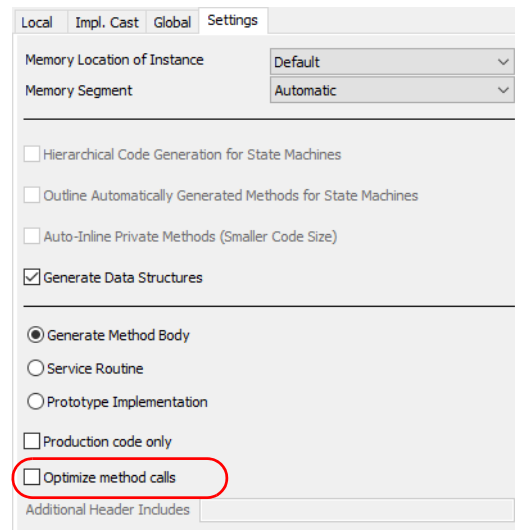 Local Impl. Cast Global Settings
Memory Location of Instance Default
Memory Segment Automatic
Hierarchical Code Generation for State Machines
Outline Automatically Generated Methods for State Machines
Auto-Inline Private Methods (Smaller Code Size)
Generate Data Structures
Generate Method Body
Service Routine
Prototype Implementation
Production code only
Optimize method calls
Additional Header Includes